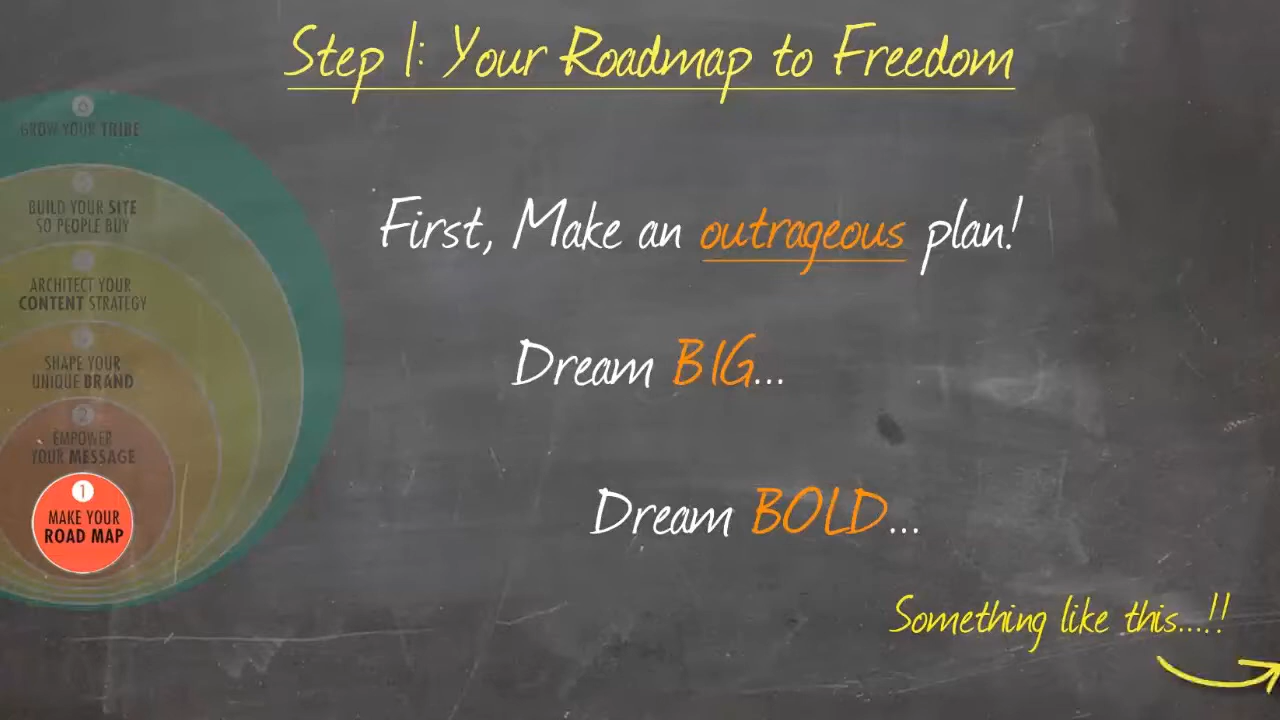 Step 1: Your Roadmap to Freedom
First, Make an outrageous plan!
Dream BIG...
Dream BOLD...
Something like this...!!
6
GROW YOUR TRIBE
BUILD YOUR SITE
SO PEOPLE BUY
ARCHITECT YOUR
CONTENT STRATEGY
SHAPE YOUR
UNIQUE BRAND
2
EMPOWER
YOUR MESSAGE
1
MAKE YOUR
ROAD MAP